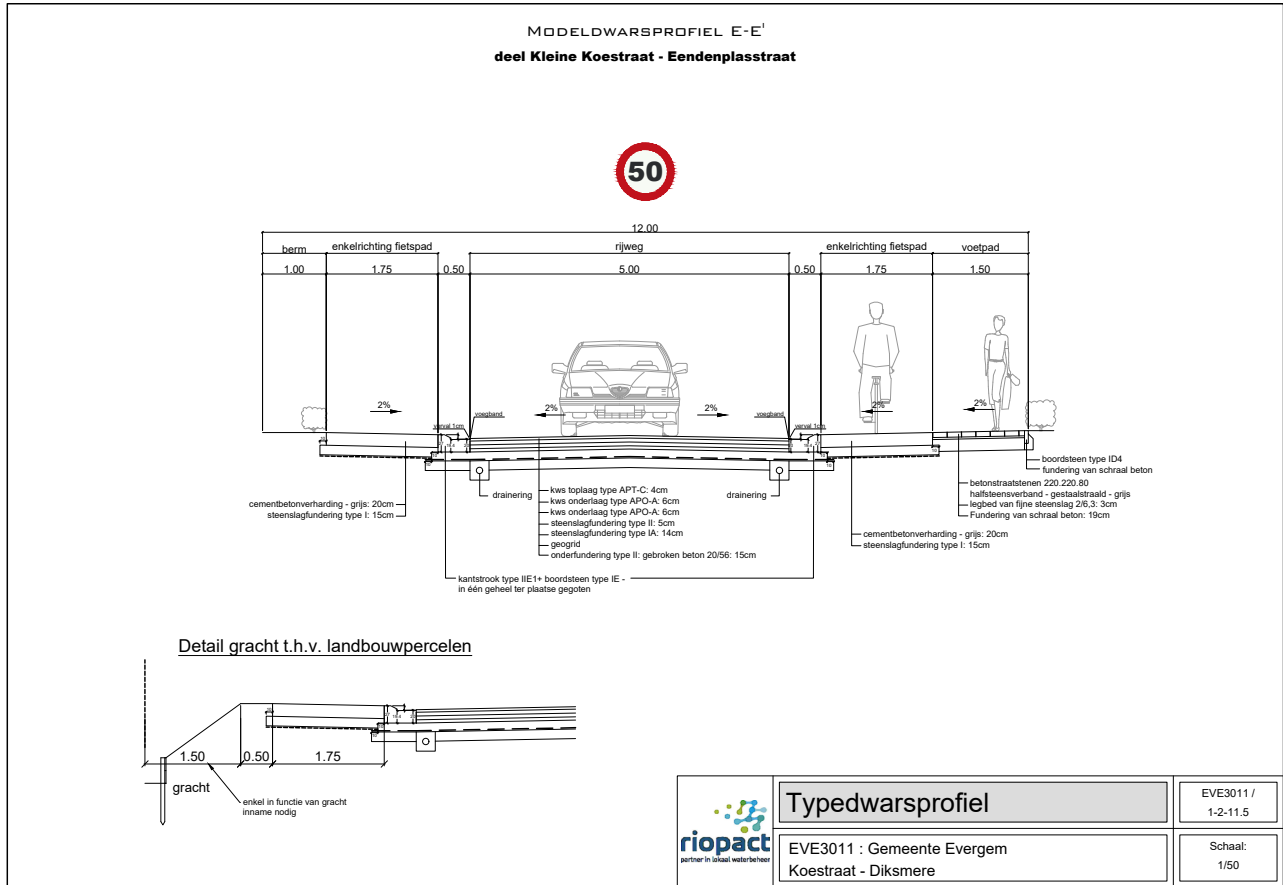 MODELDWARSPROFIEL E-E'
deel Kleine Koestraat - Eendenplasstraat
50
12.00
berm
enkelrichting fietspad
rijweg
enkelrichting fietspad
voetpad
1.00
1.75
0.50
5.00
0.50
1.75
1.50
2%
2%
2%
2%
2%
verval 1cm
voegband
voegband
verval 1cm
drainering
drainering
cementbetonverharding - grijs: 20cm
steenslagfundering type I: 15cm
kws toplaag type APT-C: 4cm
kws onderlaag type APO-A: 6cm
kws onderlaag type APO-A: 6cm
steenslagfundering type II: 5cm
steenslagfundering type IA: 14cm
geogrid
onderfundering type II: gebroken beton 20/56: 15cm
boordsteen type ID4
fundering van schraal beton
betonstraatstenen 220.220.80
halfsteensverband - gestaalstraald - grijs
legbed van fijne steenslag 2/6,3: 3cm
Fundering van schraal beton: 19cm
cementbetonverharding - grijs: 20cm
steenslagfundering type I: 15cm
kantstrook type IIE1+ boordsteen type IE -
in één geheel ter plaatse gegoten
Detail gracht t.h.v. landbouwpercelen
1.50
0.50
1.75
gracht
enkel in functie van gracht
inname nodig
riopact
partner in lokaal waterbeheer
Typedwarsprofiel
EVE3011 /
1-2-11.5
EVE3011 : Gemeente Evergem
Koestraat - Diksmere
Schaal:
1/50